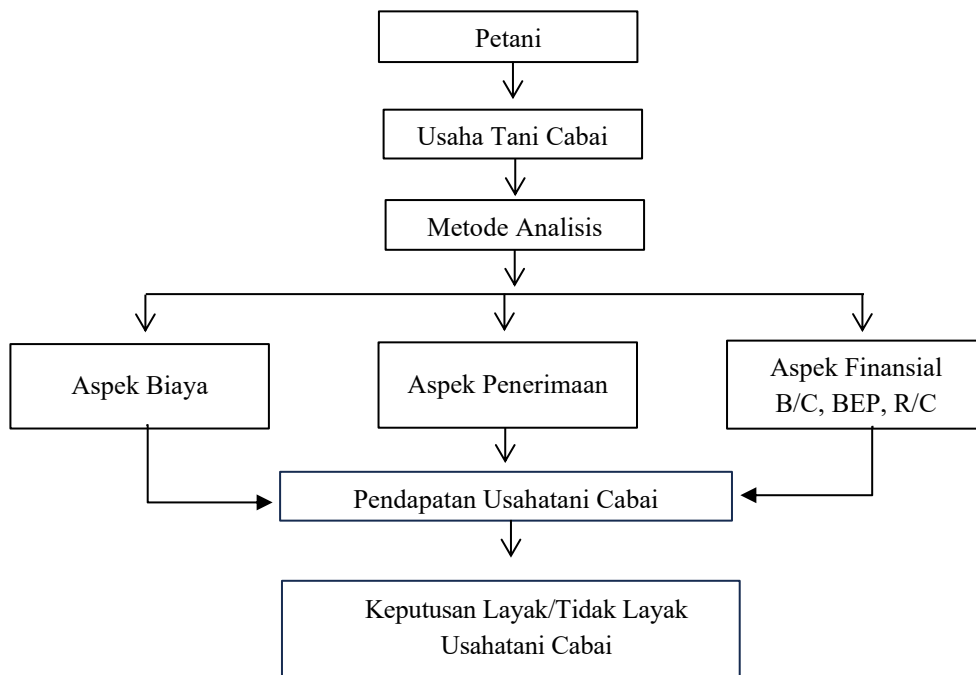 Petani
Usaha Tani Cabai
Metode Analisis
Aspek Biaya
Aspek Penerimaan
Aspek Finansial
B/C, BEP, R/C
Pendapatan Usahatani Cabai
Keputusan Layak/Tidak Layak
Usahatani Cabai